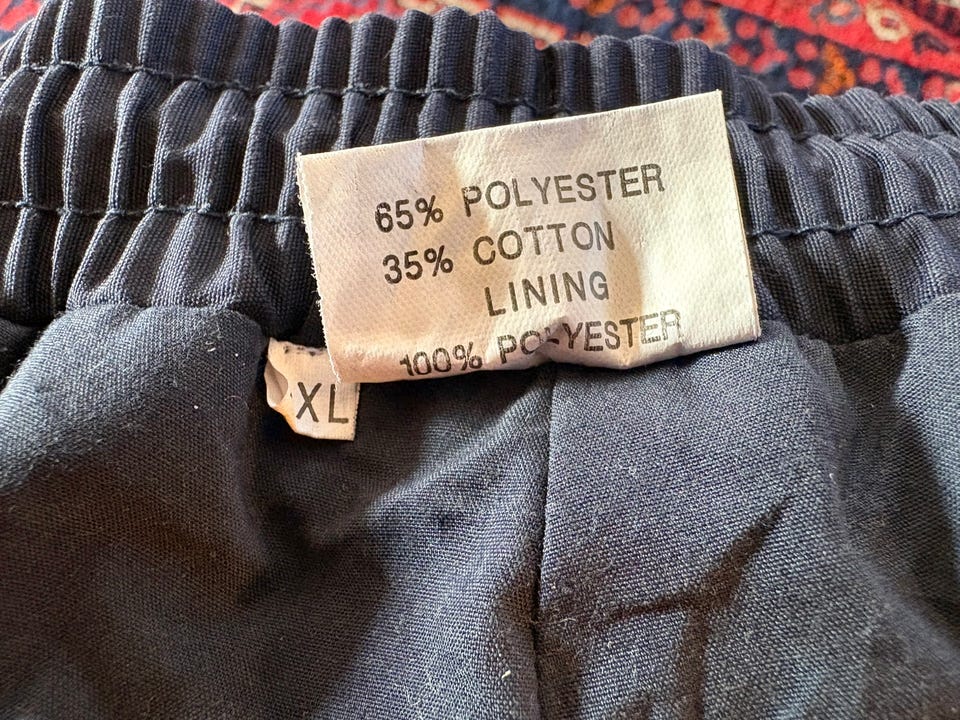 65% POLYESTER
35% COTTON
LINING
100% POLYESTER
XL